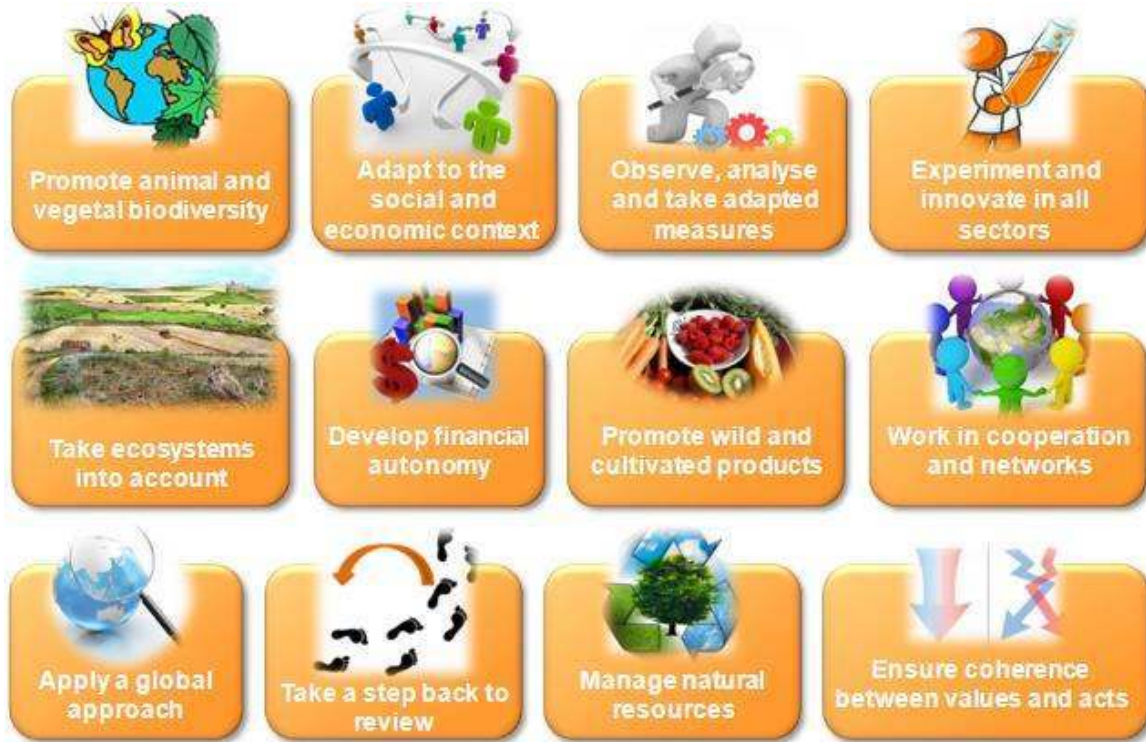 Promote animal and
vegetal biodiversity
Adapt to the
social and
economic context
Observe, analyse
and take adapted
measures
Experiment and
innovate in all
sectors
Take ecosystems
into account
Develop financial
autonomy
Promote wild and
cultivated products
Work in cooperation
and networks
Apply a global
approach
Take a step back to
review
Manage natural
resources
Ensure coherence
between values and acts